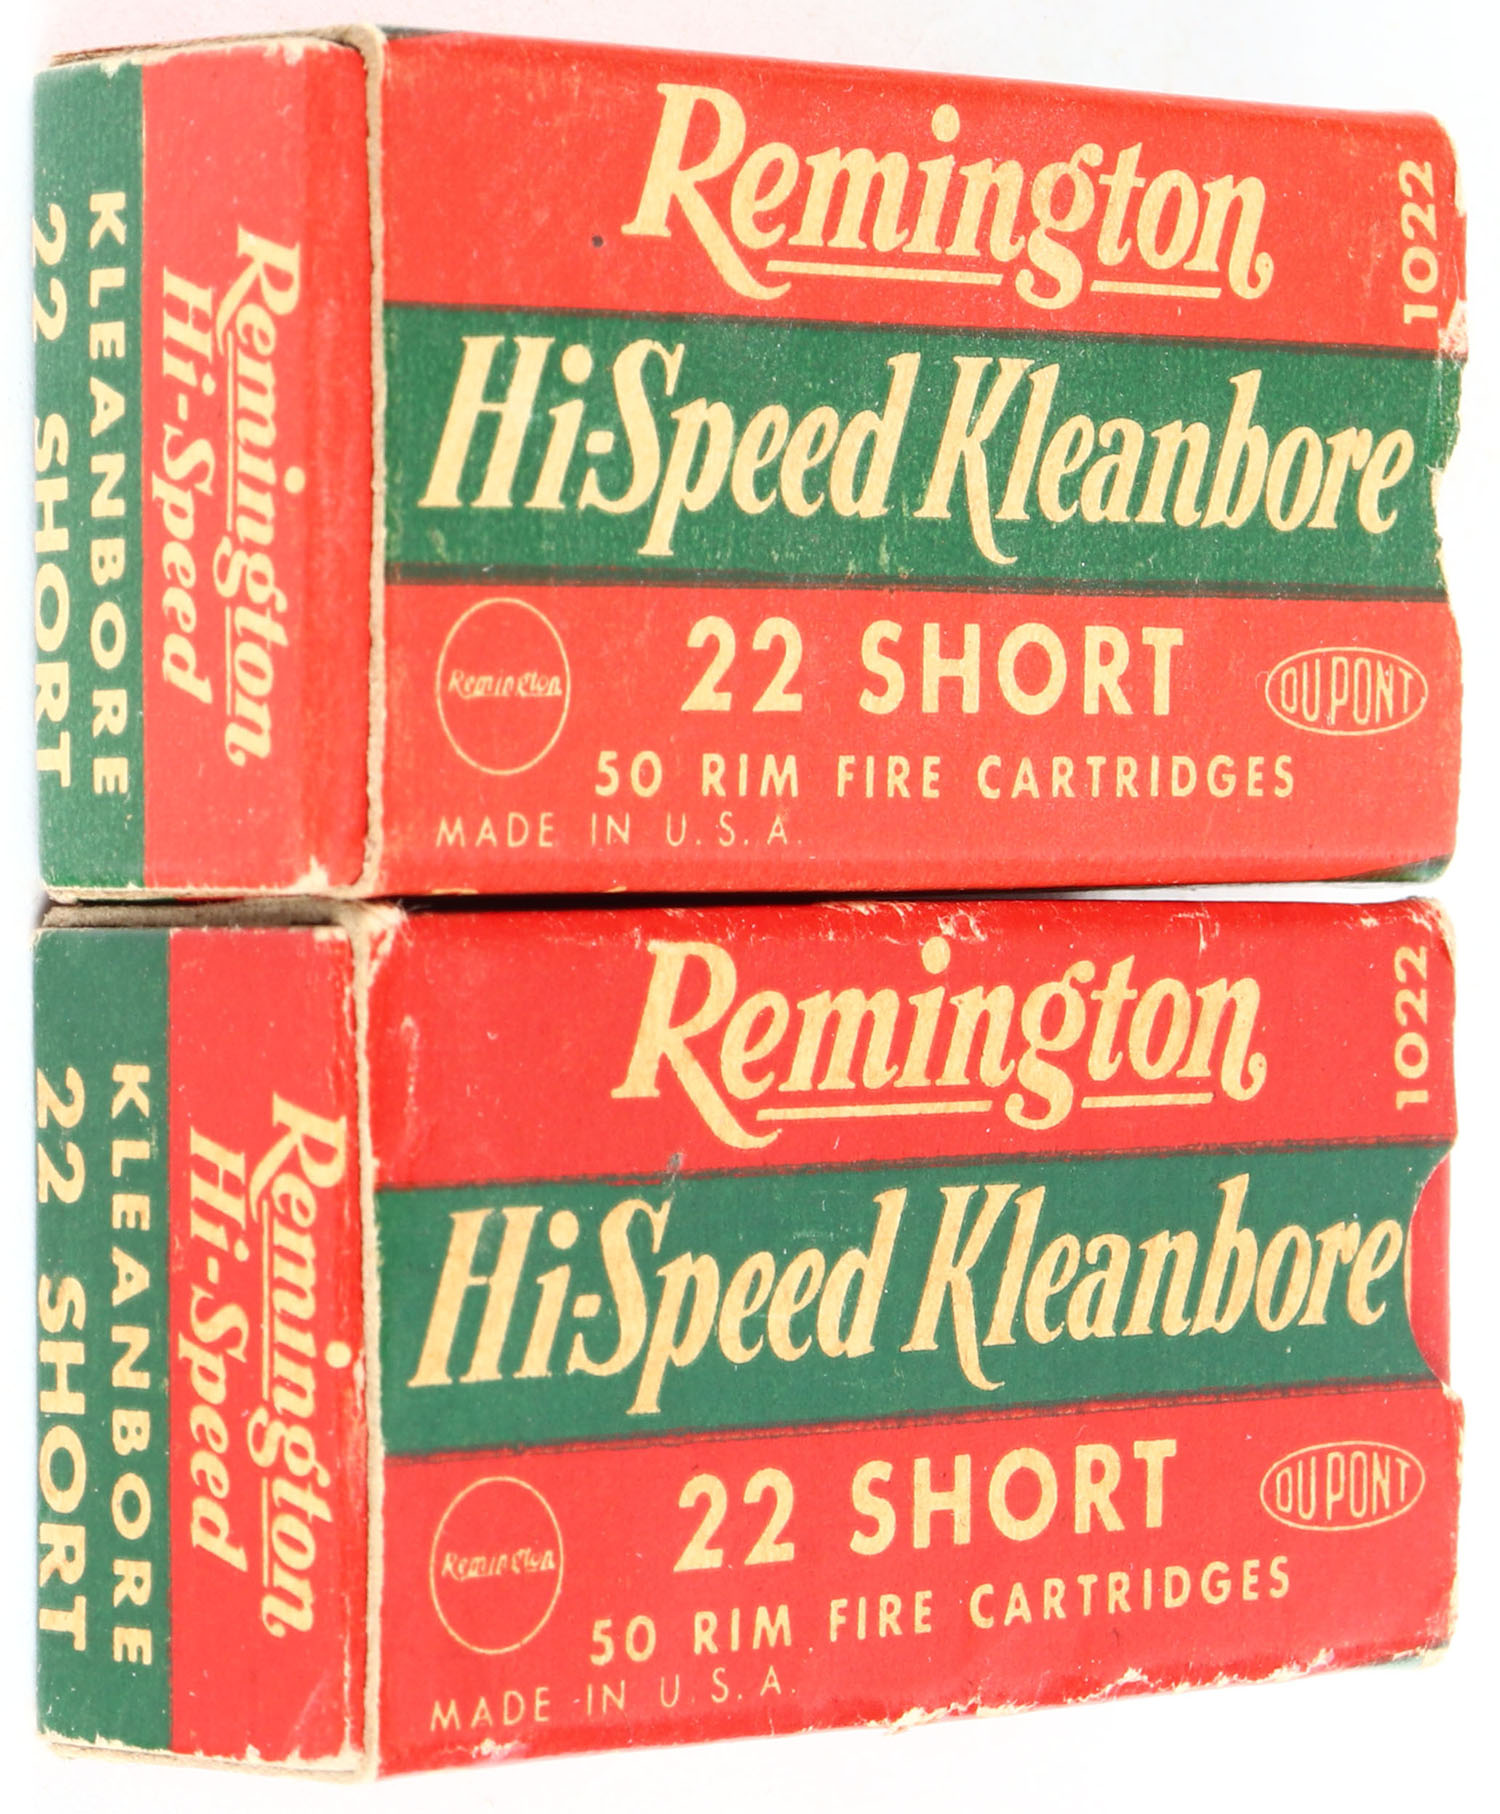 Remington
1022
Hi-Speed Kleanbore
Remington
22 SHORT
DU PONT
50 RIM FIRE CARTRIDGES
MADE IN U.S.A.
Remington
Hi-Speed
KLEANBORE
22 SHORT
Remington
1022
Hi-Speed Kleanbore
Remington
22 SHORT
DU PONT
50 RIM FIRE CARTRIDGES
MADE IN U.S.A.
Remington
Hi-Speed
KLEANBORE
22 SHORT